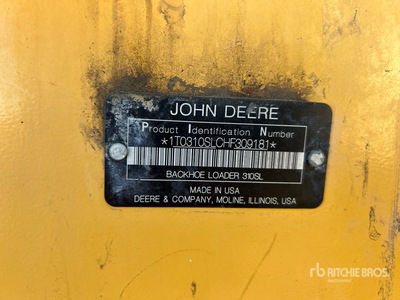 JOHN DEERE
Product Identification Number
*1T0310SLCHF309181*
BACKHOE LOADER 310SL
MADE IN USA
DEERE & COMPANY, MOLINE, ILLINOIS, USA
rb RITCHIE BROS.